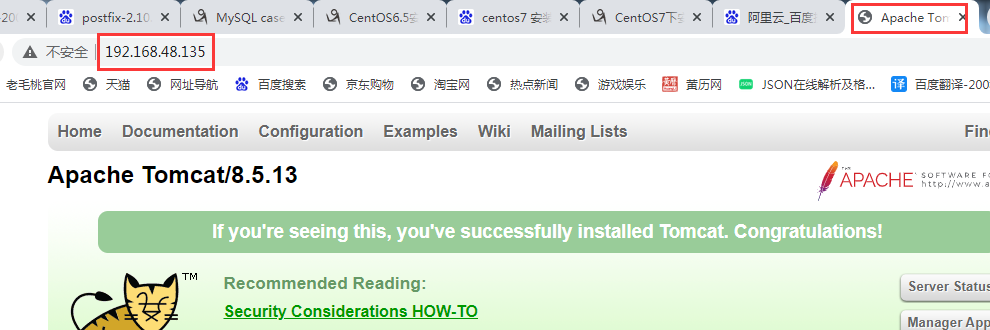 postfix-2.10. MySQL case CentOS6.5安 centos7 安装 CentOS7下安 阿里云_百度 Apache Tom
不安全 192.168.48.135
老毛桃官网 天猫 网址导航 百度搜索 京东购物 淘宝网 热点新闻 游戏娱乐 黄历网 JSON在线解析及格... 百度翻译-200
Home Documentation Configuration Examples Wiki Mailing Lists Find
Apache Tomcat/8.5.13
THE APACHE SOFTWARE FO
http://www.a
If you're seeing this, you've successfully installed Tomcat. Congratulations!
TM
Recommended Reading:
Server Status
Security Considerations HOW-TO
Manager App